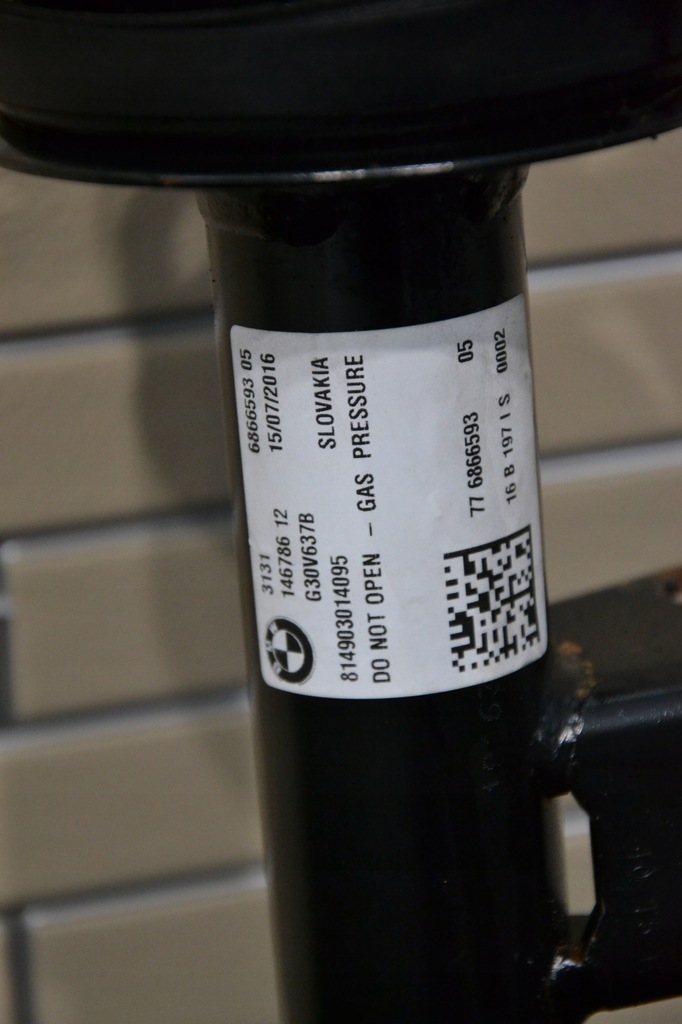 3131 6866593 05
146786 12 15/07/2016
G30V637B
814903014095 SLOVAKIA
DO NOT OPEN - GAS PRESSURE
77 6866593 05
16 B 197 I S 0002